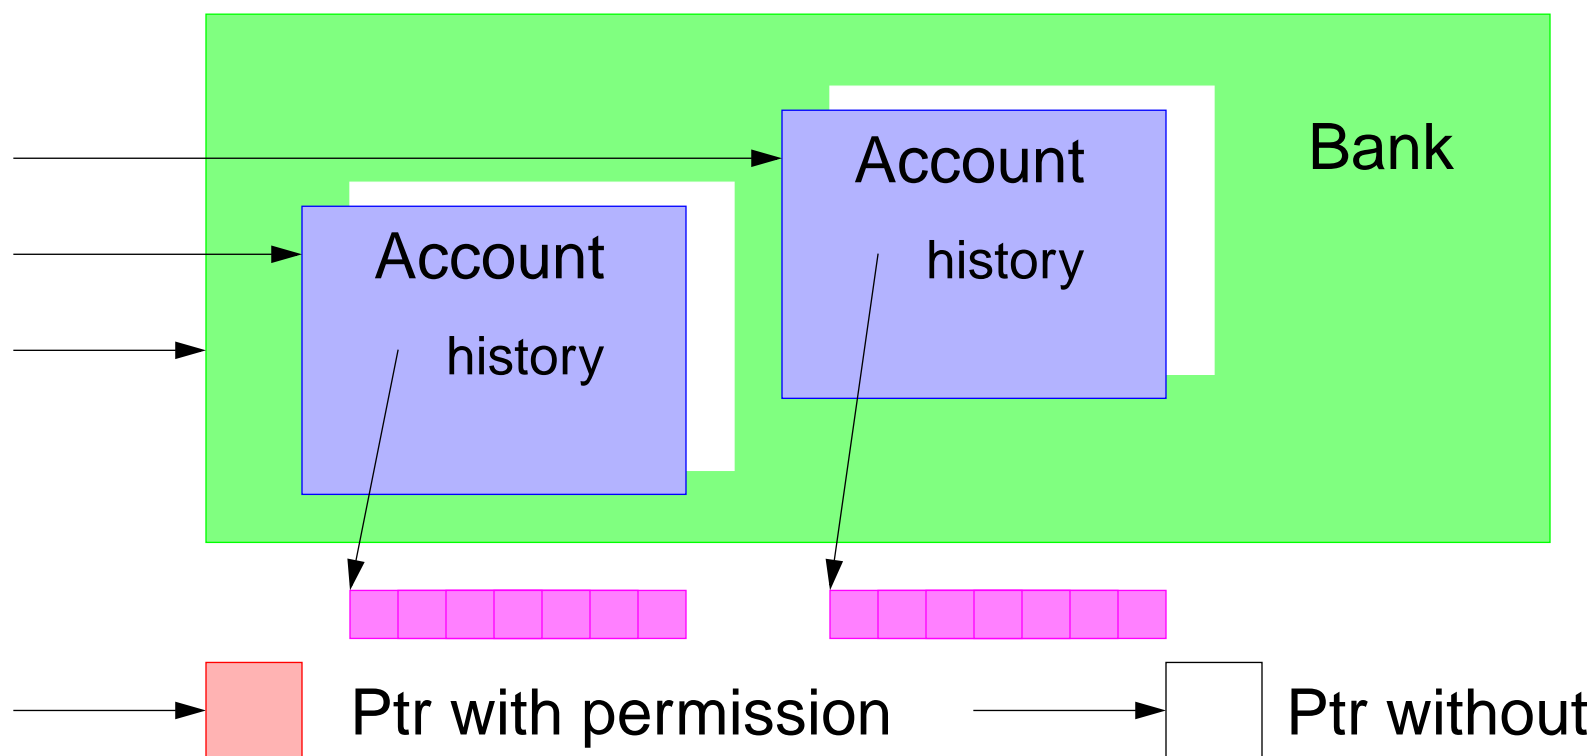 Bank
Account
history
Account
history
Ptr with permission
Ptr without